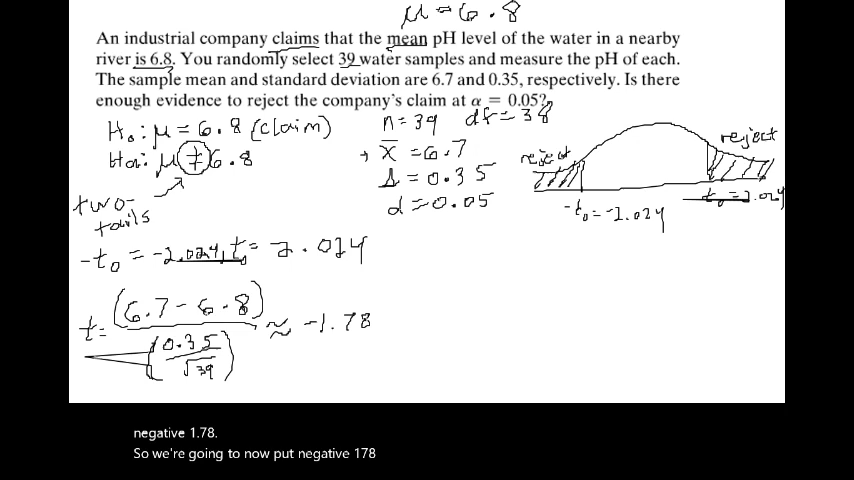 μ = 6.8
An industrial company claims that the mean pH level of the water in a nearby
river is 6.8. You randomly select 39 water samples and measure the pH of each.
The sample mean and standard deviation are 6.7 and 0.35, respectively. Is there
enough evidence to reject the company's claim at α = 0.05?
H₀: μ = 6.8 (claim)
Ha: μ ≠ 6.8
two-
tails
n = 39 df = 38
x̄ = 6.7
s = 0.35
α = 0.05
reject
reject
-t₀ = -2.024
t₀ = 2.024
-t₀ = -2.024, t₀ = 2.024
t = (6.7 - 6.8) / (0.35 / √39) ≈ -1.78
negative 1.78.
So we're going to now put negative 178